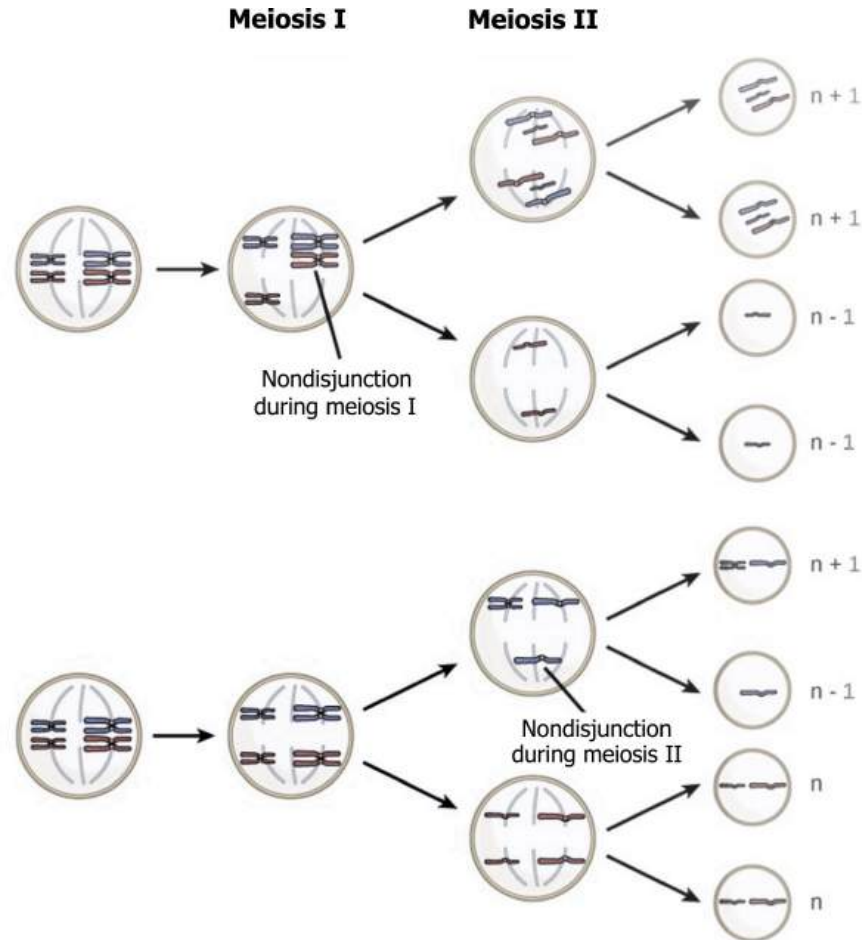 Meiosis I
Meiosis II
n + 1
n + 1
n - 1
n - 1
Nondisjunction
during meiosis I
n + 1
n - 1
Nondisjunction
during meiosis II
n
n